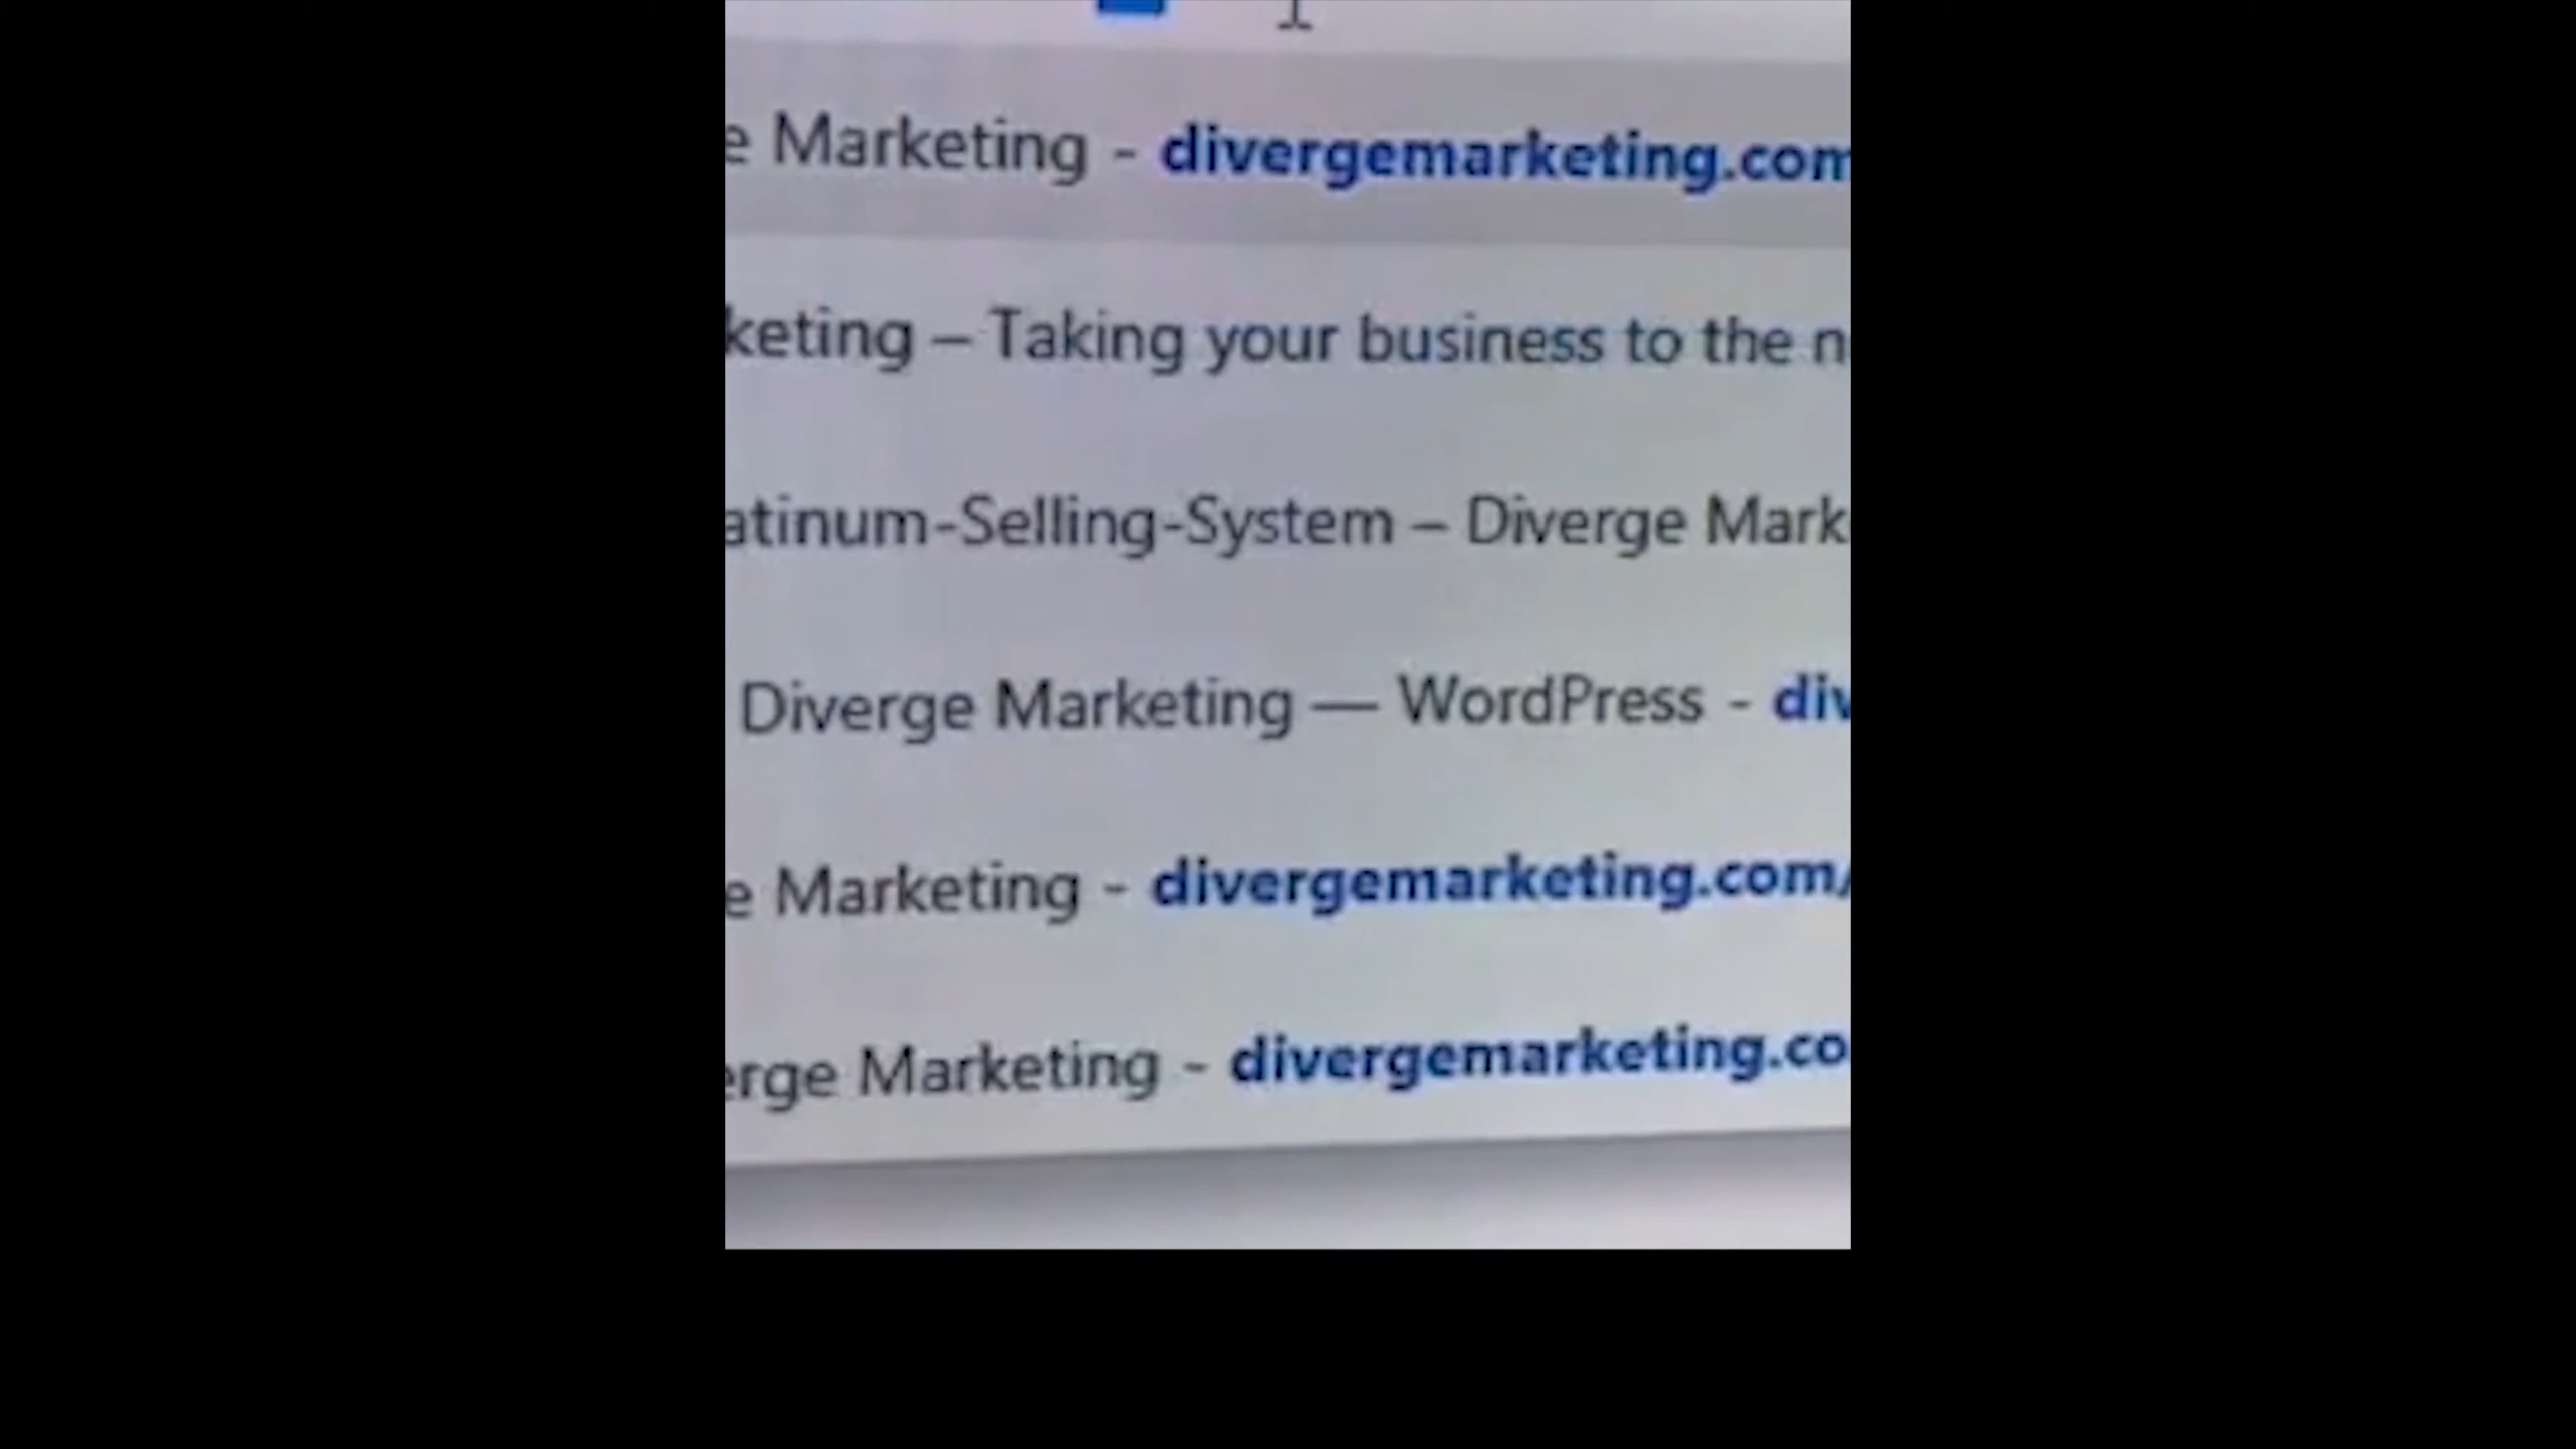 e Marketing - divergemarketing.com
keting – Taking your business to the n
atinum-Selling-System – Diverge Mark
Diverge Marketing — WordPress - div
e Marketing - divergemarketing.com/
erge Marketing - divergemarketing.co